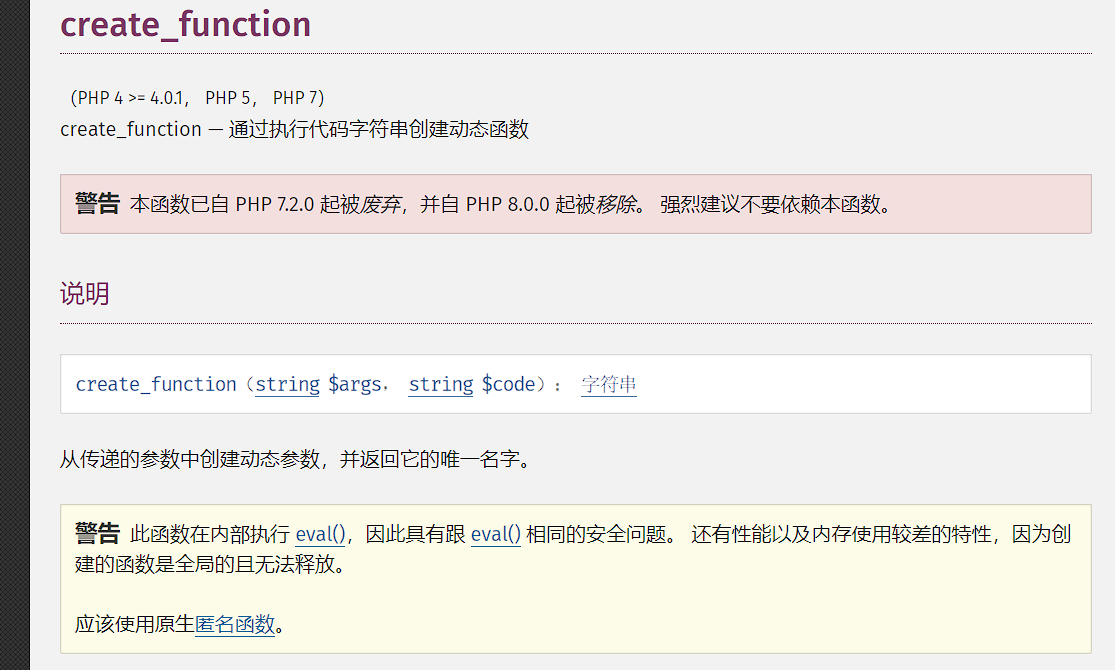 create_function
（PHP 4 >= 4.0.1， PHP 5， PHP 7）
create_function — 通过执行代码字符串创建动态函数
警告 本函数已自 PHP 7.2.0 起被废弃，并自 PHP 8.0.0 起被移除。 强烈建议不要依赖本函数。
说明
create_function（string $args， string $code）： 字符串
从传递的参数中创建动态参数，并返回它的唯一名字。
警告 此函数在内部执行 eval()，因此具有跟 eval() 相同的安全问题。 还有性能以及内存使用较差的特性，因为创
建的函数是全局的且无法释放。
应该使用原生匿名函数。